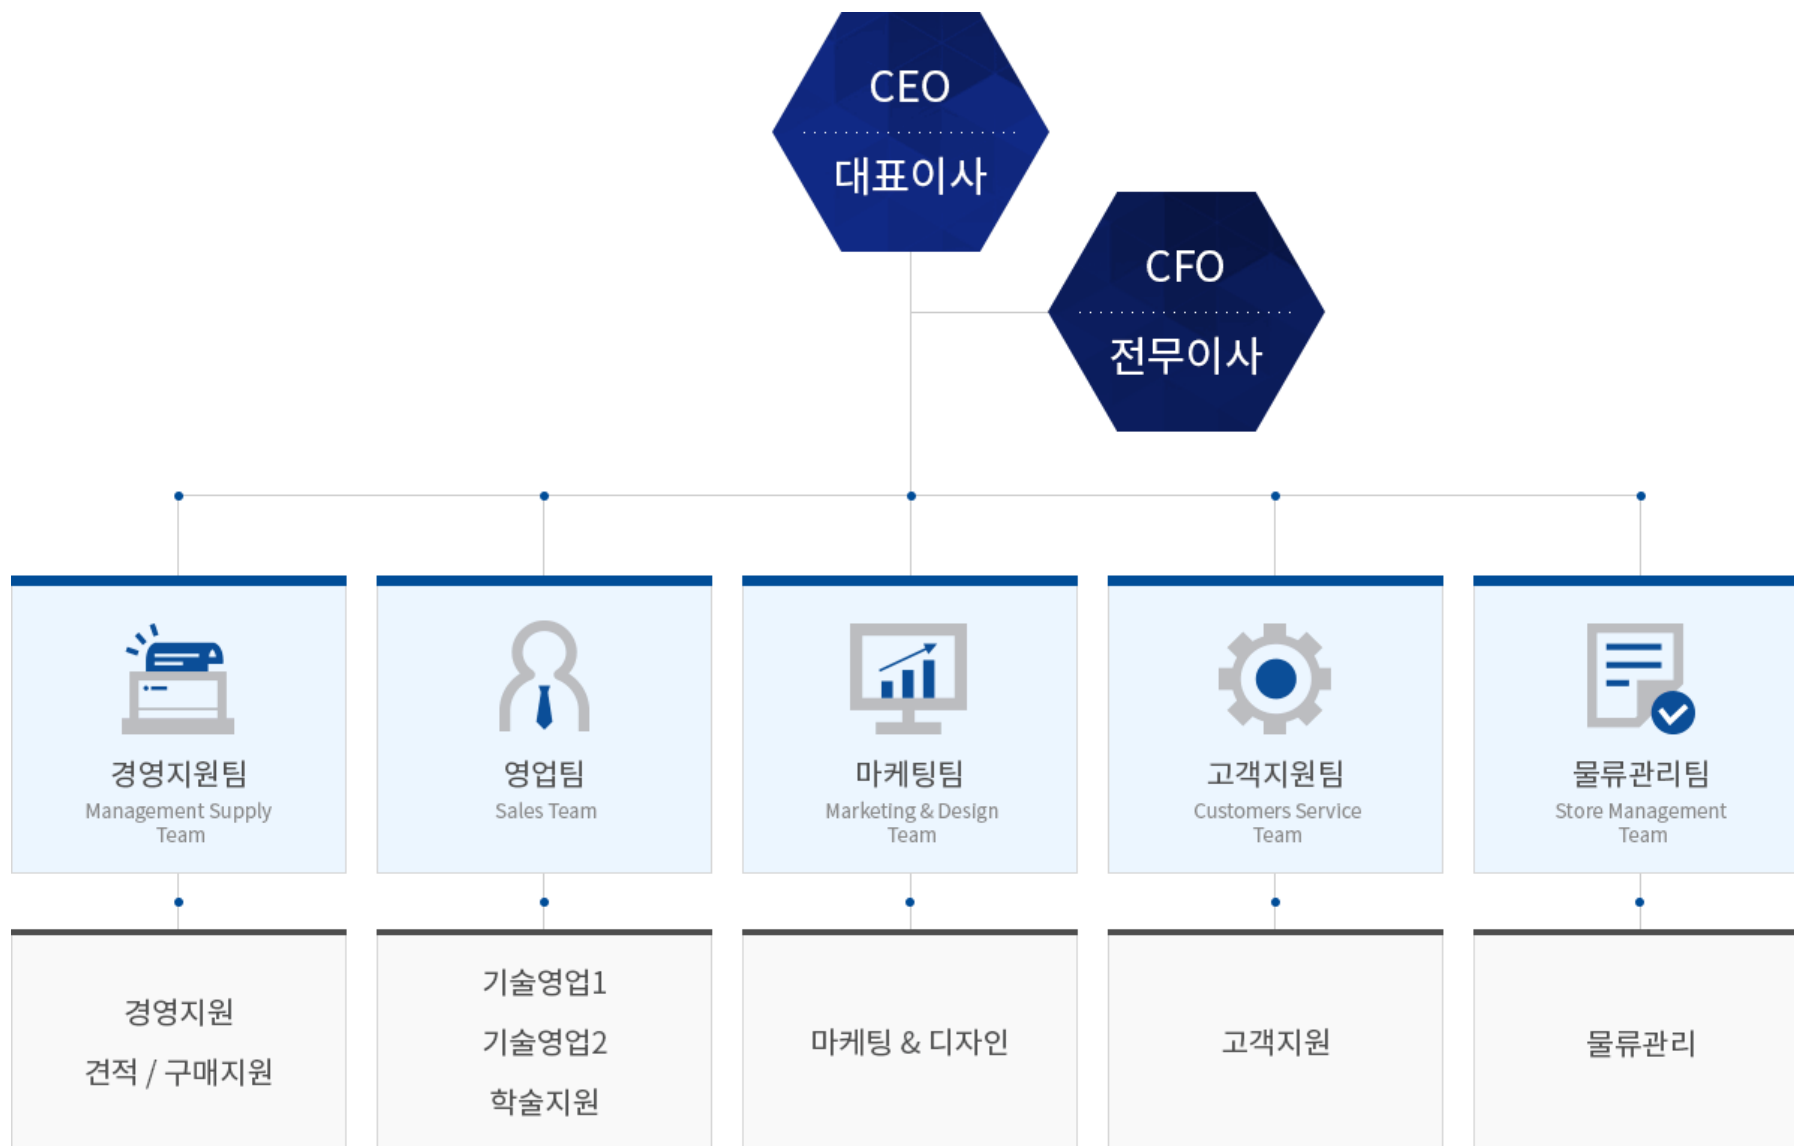 CEO
대표이사
CFO
전무이사
경영지원팀
Management Supply
Team
영업팀
Sales Team
마케팅팀
Marketing & Design
Team
고객지원팀
Customers Service
Team
물류관리팀
Store Management
Team
경영지원
견적 / 구매지원
기술영업1
기술영업2
학술지원
마케팅 & 디자인
고객지원
물류관리